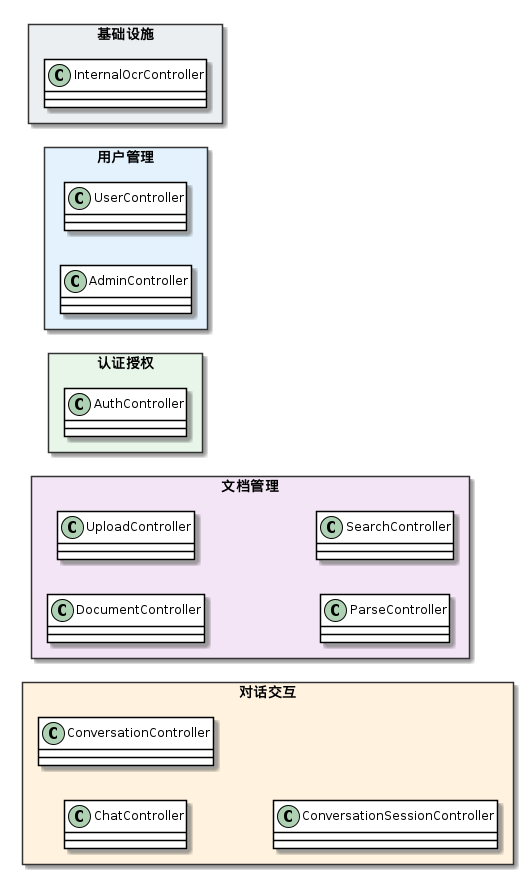 基础设施
C InternalOcrController
用户管理
C UserController
C AdminController
认证授权
C AuthController
文档管理
C UploadController
C SearchController
C DocumentController
C ParseController
对话交互
C ConversationController
C ChatController
C ConversationSessionController